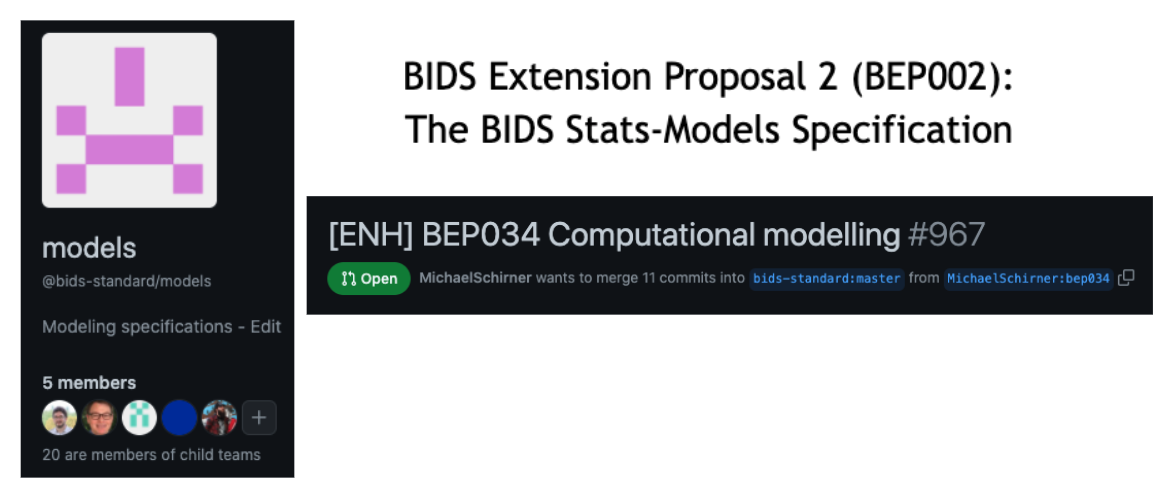 models
@bids-standard/models
Modeling specifications - Edit
5 members
20 are members of child teams
BIDS Extension Proposal 2 (BEP002):
The BIDS Stats-Models Specification
[ENH] BEP034 Computational modelling #967
Open MichaelSchirner wants to merge 11 commits into bids-standard:master from MichaelSchirner:bep034